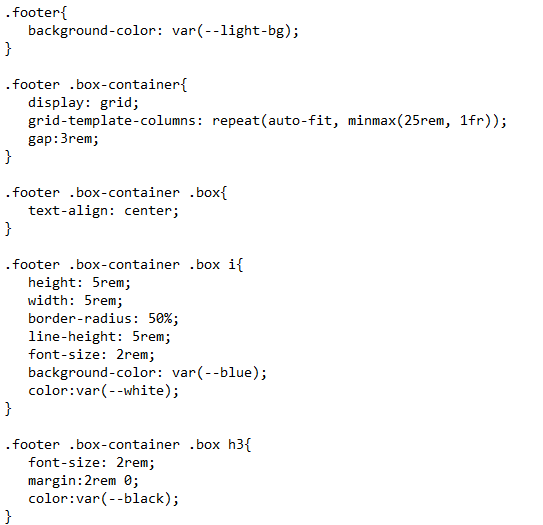 .footer{
   background-color: var(--light-bg);
}

.footer .box-container{
   display: grid;
   grid-template-columns: repeat(auto-fit, minmax(25rem, 1fr));
   gap:3rem;
}

.footer .box-container .box{
   text-align: center;
}

.footer .box-container .box i{
   height: 5rem;
   width: 5rem;
   border-radius: 50%;
   line-height: 5rem;
   font-size: 2rem;
   background-color: var(--blue);
   color:var(--white);
}

.footer .box-container .box h3{
   font-size: 2rem;
   margin:2rem 0;
   color:var(--black);
}